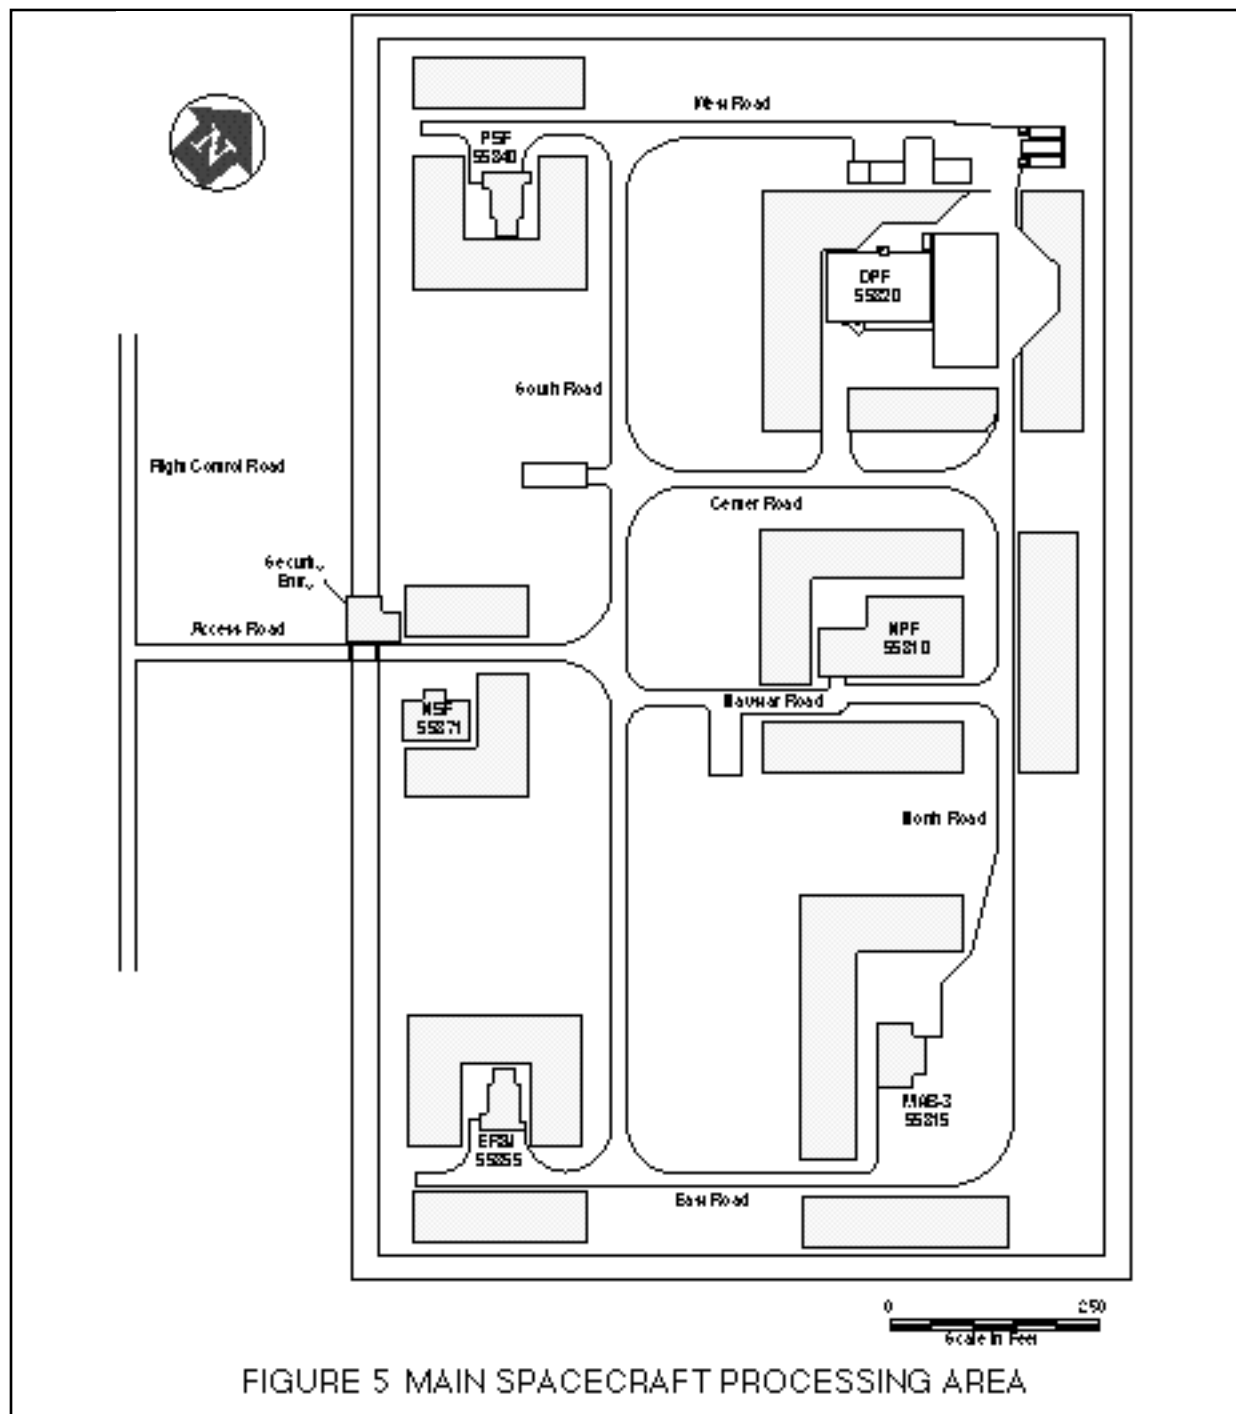 N
West Road
PSF
55840
DPF
55820
South Road
Flight Control Road
Center Road
Security
Entry
Access Road
NPF
55810
Navstar Road
NSF
55871
North Road
MAB-3
55815
55855
East Road
0 250
Scale in Feet
FIGURE 5 MAIN SPACECRAFT PROCESSING AREA